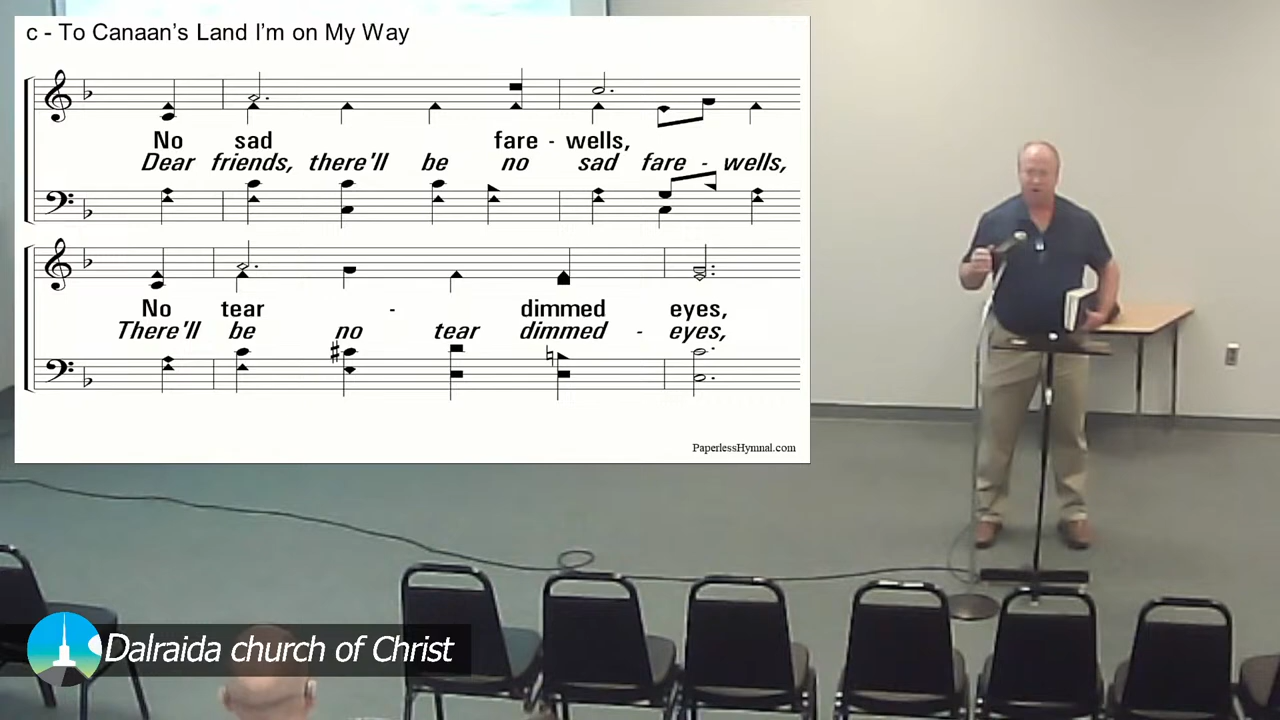 c - To Canaan's Land I'm on My Way
No sad fare - wells,
Dear friends, there'll be no sad fare - wells,
No tear - dimmed eyes,
There'll be no tear dimmed - eyes,
PaperlessHymnal.com
Dalraida church of Christ